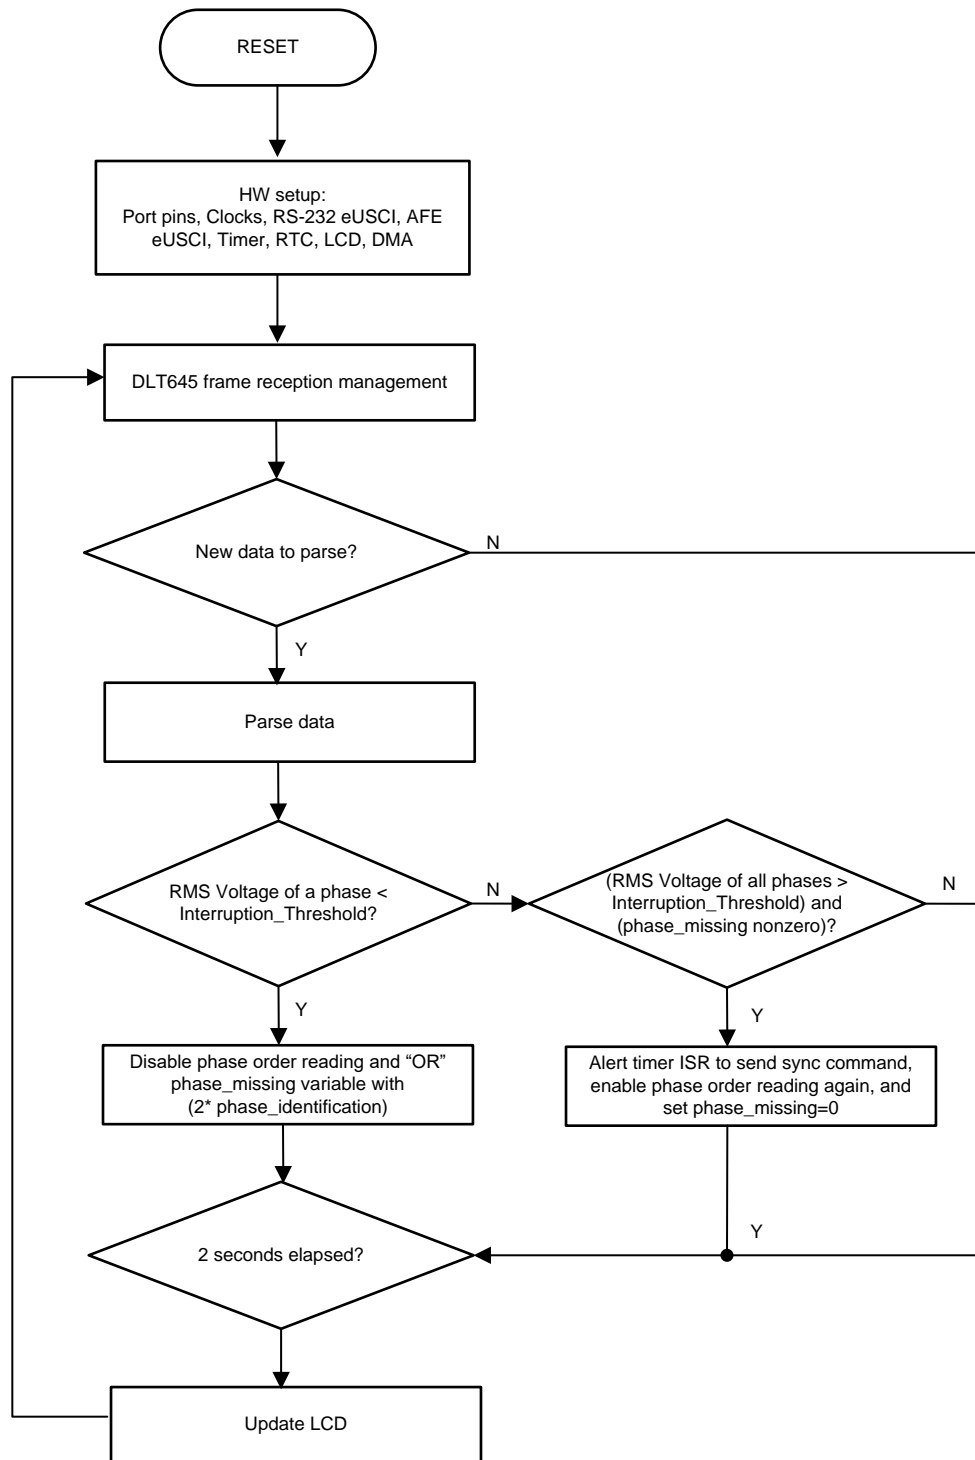 RESET
HW setup:
Port pins, Clocks, RS-232 eUSCI, AFE
eUSCI, Timer, RTC, LCD, DMA
DLT645 frame reception management
New data to parse?
N
Y
Parse data
RMS Voltage of a phase <
Interruption_Threshold?
N
(RMS Voltage of all phases >
Interruption_Threshold) and
(phase_missing nonzero)?
N
Y
Y
Disable phase order reading and “OR”
phase_missing variable with
(2* phase_identification)
Alert timer ISR to send sync command,
enable phase order reading again, and
set phase_missing=0
Y
2 seconds elapsed?
Update LCD